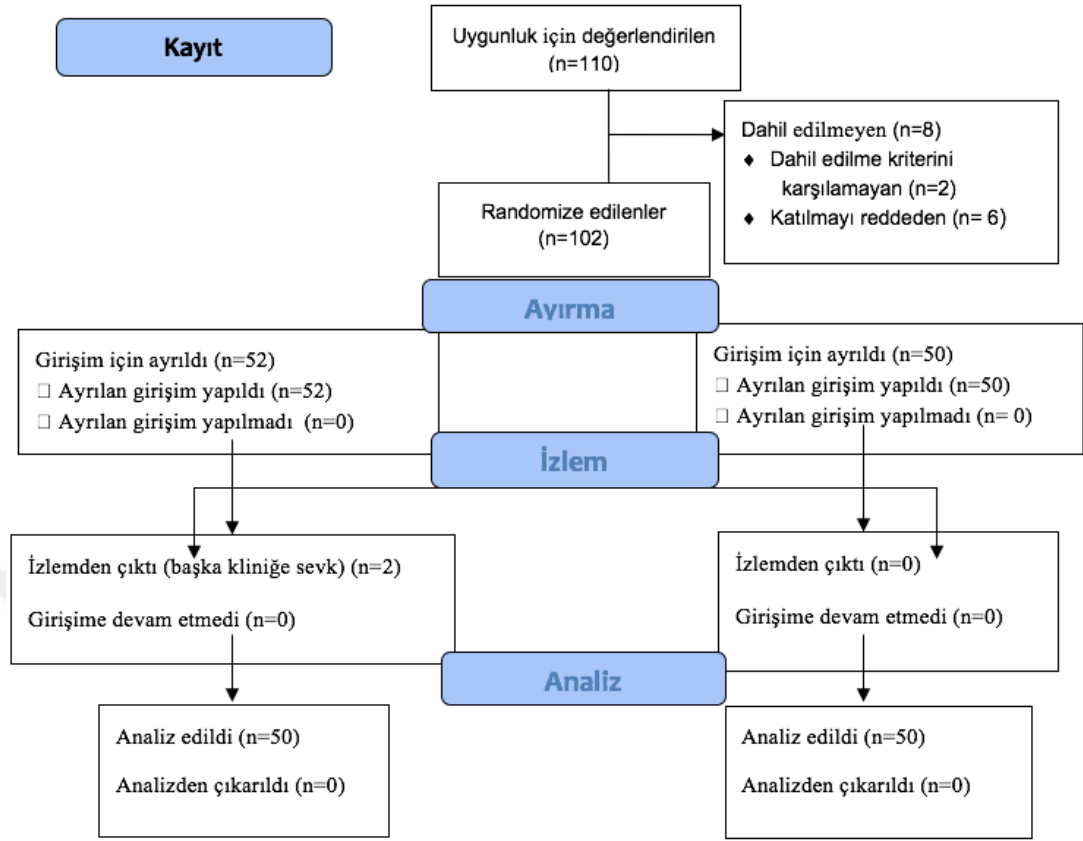 Kayıt
Uygunluk için değerlendirilen
(n=110)
Dahil edilmeyen (n=8)
♦ Dahil edilme kriterini
karşılamayan (n=2)
♦ Katılmayı reddeden (n= 6)
Randomize edilenler
(n=102)
Ayırma
Girişim için ayrıldı (n=52)
□ Ayrılan girişim yapıldı (n=52)
□ Ayrılan girişim yapılmadı (n=0)
Girişim için ayrıldı (n=50)
□ Ayrılan girişim yapıldı (n=50)
□ Ayrılan girişim yapılmadı (n= 0)
İzlem
İzlemden çıktı (başka kliniğe sevk) (n=2)
Girişime devam etmedi (n=0)
İzlemden çıktı (n=0)
Girişime devam etmedi (n=0)
Analiz
Analiz edildi (n=50)
Analizden çıkarıldı (n=0)
Analiz edildi (n=50)
Analizden çıkarıldı (n=0)